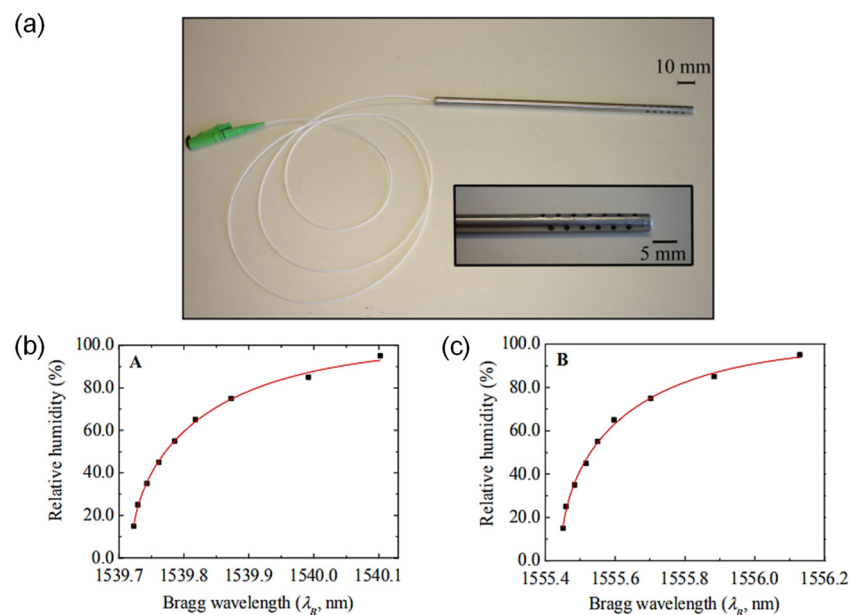 (a)
10 mm
5 mm
(b)
100.0
80.0
60.0
40.0
20.0
0.0
Relative humidity (%)
A
1539.7 1539.8 1539.9 1540.0 1540.1
Bragg wavelength (λB, nm)
(c)
100.0
80.0
60.0
40.0
20.0
0.0
Relative humidity (%)
B
1555.4 1555.6 1555.8 1556.0 1556.2
Bragg wavelength (λB, nm)